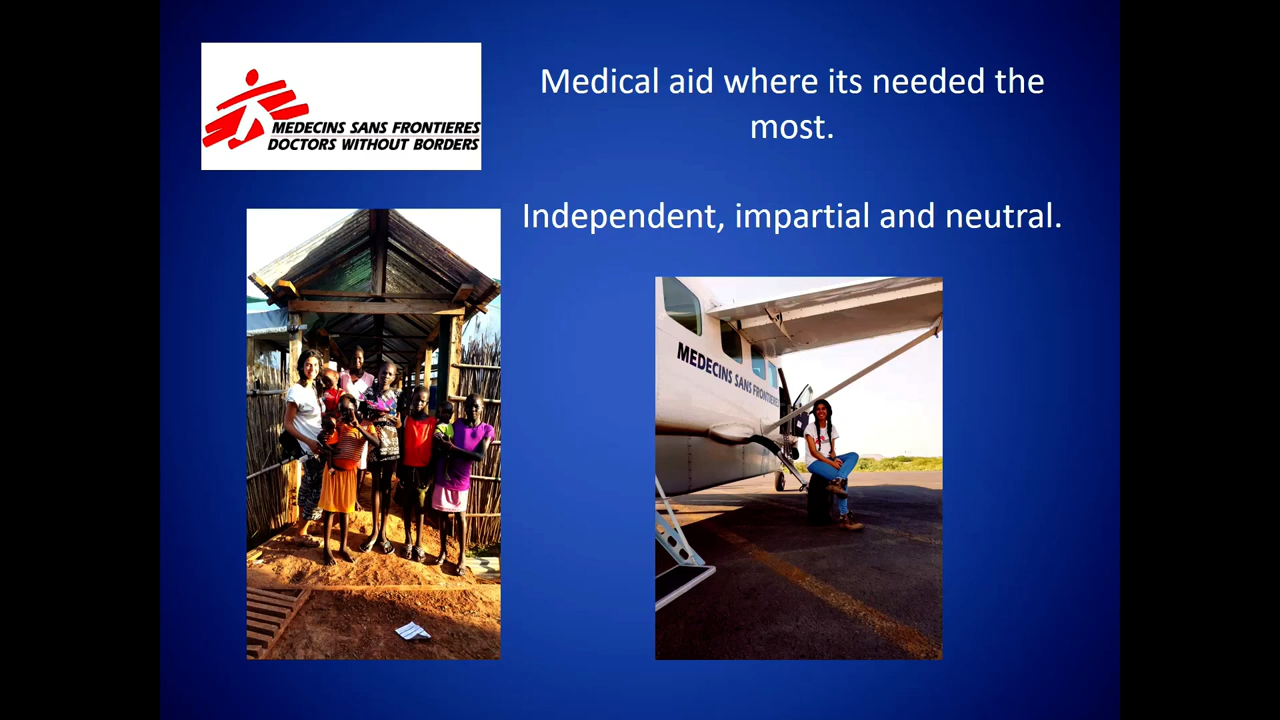 MEDECINS SANS FRONTIERES
DOCTORS WITHOUT BORDERS
Medical aid where its needed the
most.
Independent, impartial and neutral.
MEDECINS SANS FRONTIERES